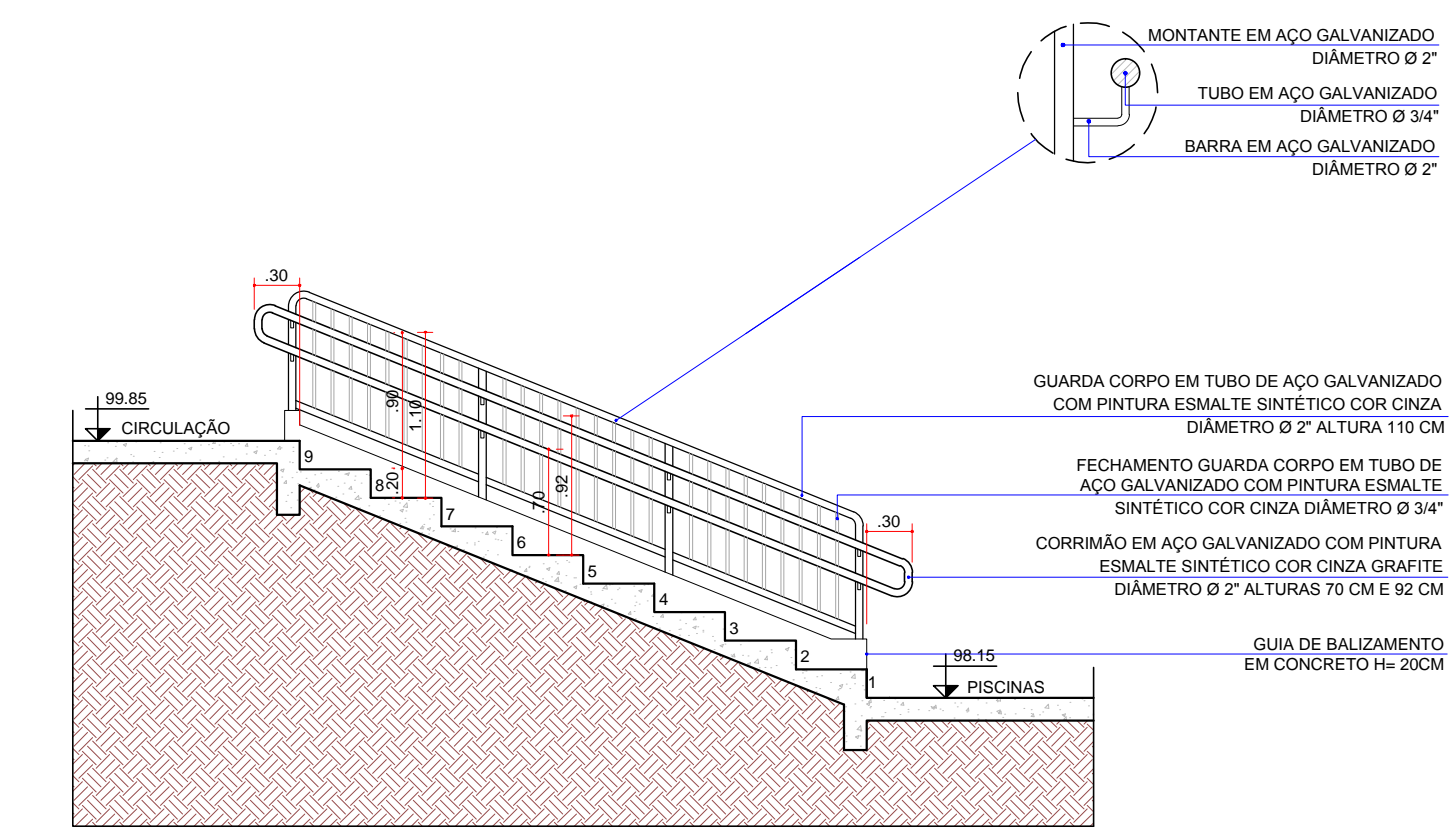 MONTANTE EM AÇO GALVANIZADO
DIÂMETRO Ø 2"
TUBO EM AÇO GALVANIZADO
DIÂMETRO Ø 3/4"
BARRA EM AÇO GALVANIZADO
DIÂMETRO Ø 2"
.30
99.85
CIRCULAÇÃO
.90
1.10
.20
.70
.92
GUARDA CORPO EM TUBO DE AÇO GALVANIZADO
COM PINTURA ESMALTE SINTÉTICO COR CINZA
DIÂMETRO Ø 2" ALTURA 110 CM
FECHAMENTO GUARDA CORPO EM TUBO DE
AÇO GALVANIZADO COM PINTURA ESMALTE
SINTÉTICO COR CINZA DIÂMETRO Ø 3/4"
.30
CORRIMÃO EM AÇO GALVANIZADO COM PINTURA
ESMALTE SINTÉTICO COR CINZA GRAFITE
DIÂMETRO Ø 2" ALTURAS 70 CM E 92 CM
GUIA DE BALIZAMENTO
EM CONCRETO H= 20CM
9
8
7
6
5
4
3
2
1
98.15
PISCINAS